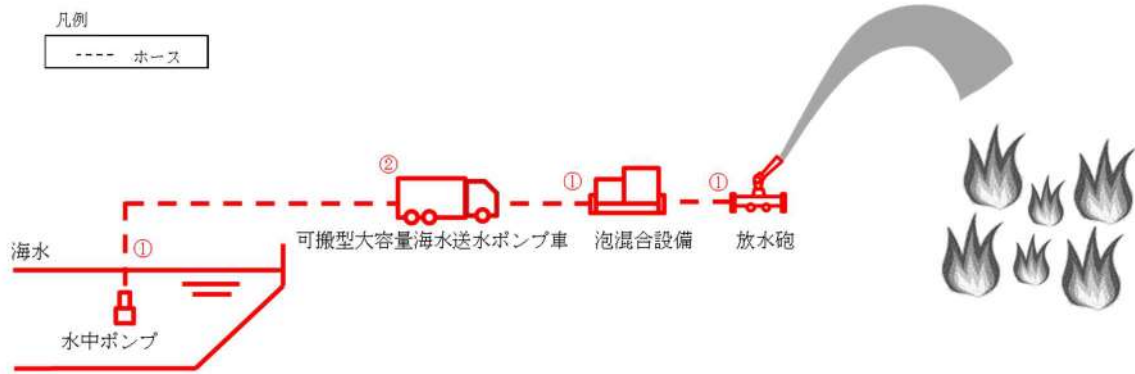 凡例
---- ホース
②
①
①
可搬型大容量海水送水ポンプ車
泡混合設備
放水砲
海水
①
水中ポンプ